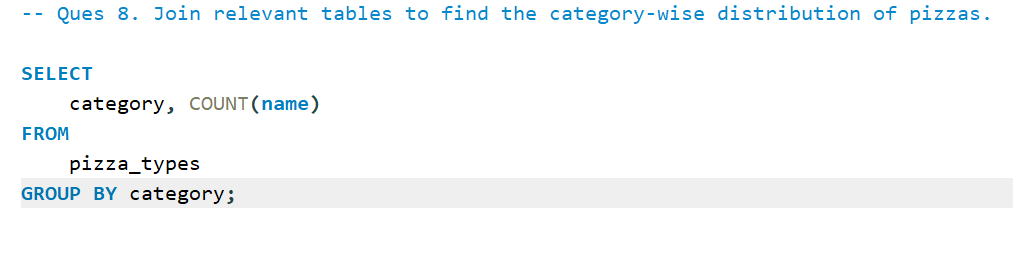 -- Ques 8. Join relevant tables to find the category-wise distribution of pizzas.
SELECT
category, COUNT(name)
FROM
pizza_types
GROUP BY category;